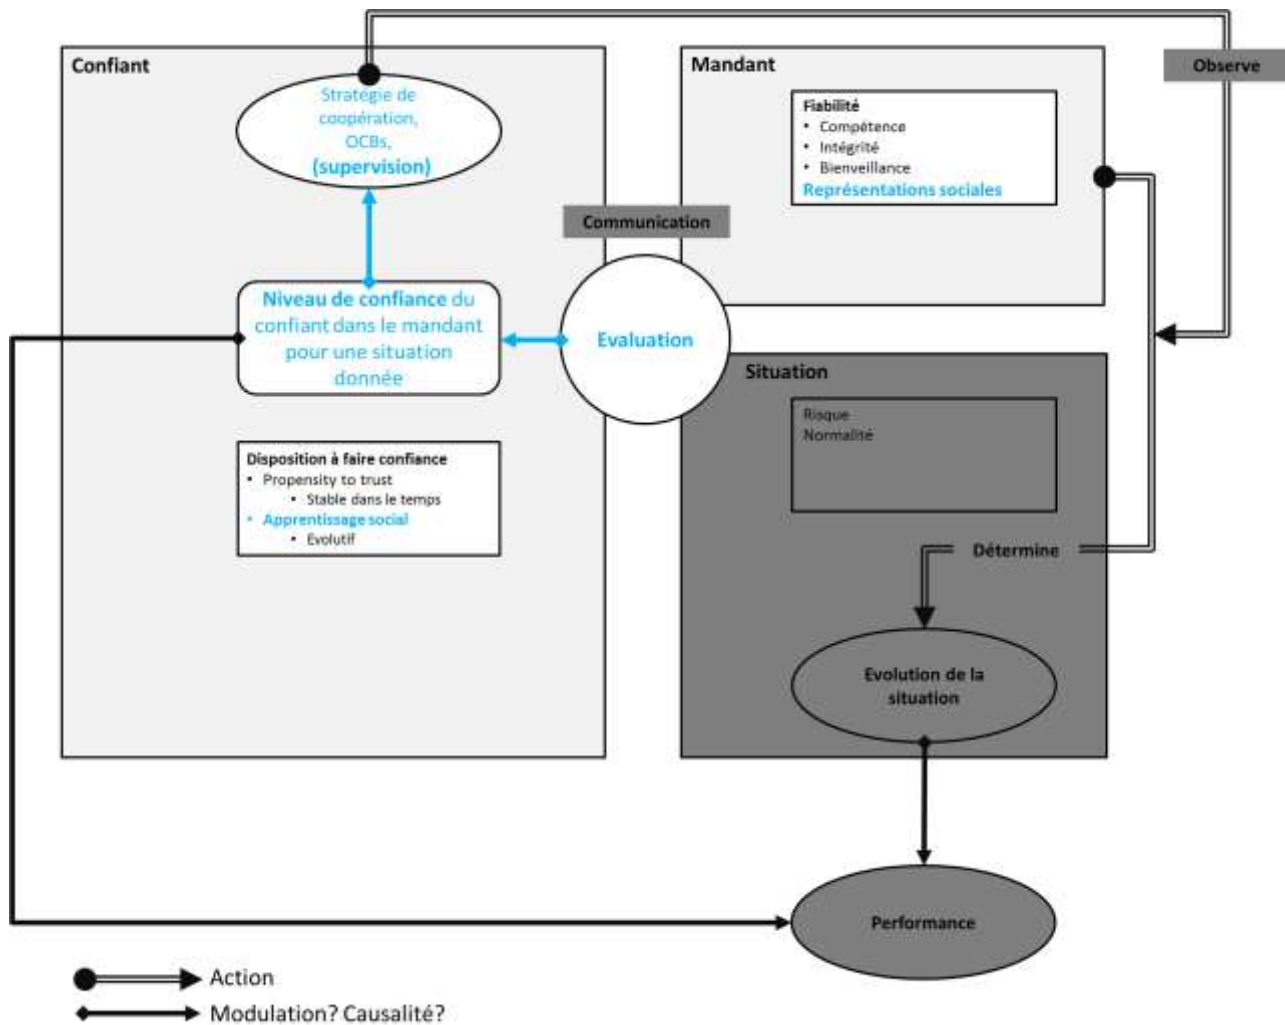 Confiant
Stratégie de
coopération,
OCBs,
(supervision)
Niveau de confiance du
confiant dans le mandant
pour une situation
donnée
Disposition à faire confiance
• Propensity to trust
• Stable dans le temps
• Apprentissage social
• Evolutif
Communication
Evaluation
Mandant
Fiabilité
• Compétence
• Intégrité
• Bienveillance
Représentations sociales
Observe
Situation
Risque
Normalité
Détermine
Evolution de la
situation
Performance
Action
Modulation? Causalité?